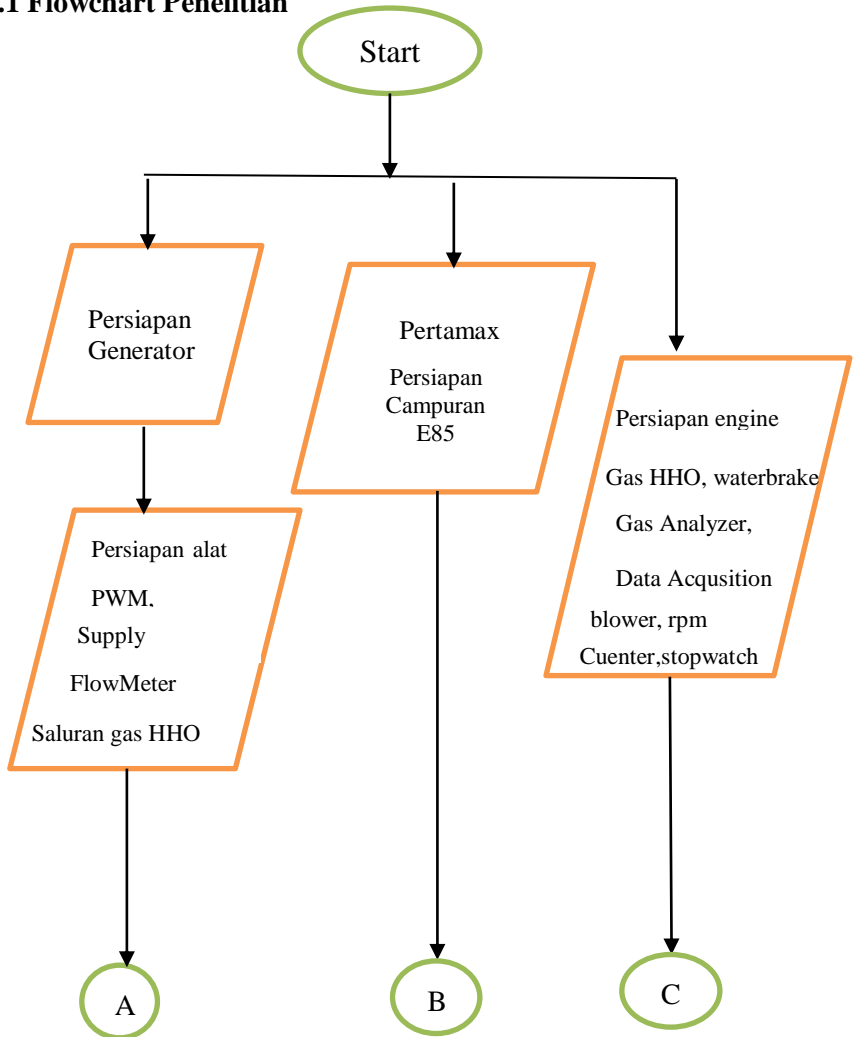 .1 Flowchart Penelitian
Start
Persiapan
Generator
Pertamax
Persiapan
Campuran
E85
Persiapan engine
Gas HHO, waterbrake
Gas Analyzer,
Data Acqusition
blower, rpm
Cuenter,stopwatch
Persiapan alat
PWM,
Supply
FlowMeter
Saluran gas HHO
A
B
C